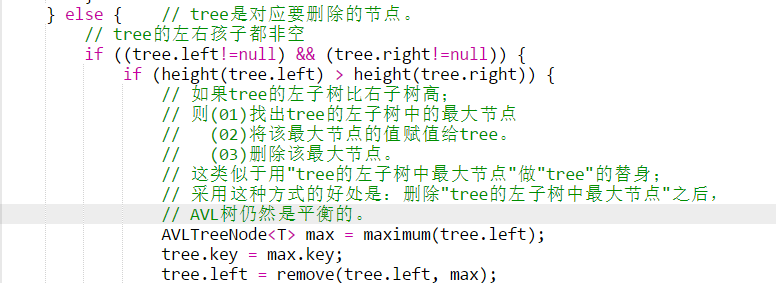 } else {    // tree是对应要删除的节点。
// tree的左右孩子都非空
if ((tree.left!=null) && (tree.right!=null)) {
if (height(tree.left) > height(tree.right)) {
// 如果tree的左子树比右子树高；
// 则(01)找出tree的左子树中的最大节点
//   (02)将该最大节点的值赋值给tree。
//   (03)删除该最大节点。
// 这类似于用"tree的左子树中最大节点"做"tree"的替身；
// 采用这种方式的好处是：删除"tree的左子树中最大节点"之后，
// AVL树仍然是平衡的。
AVLTreeNode<T> max = maximum(tree.left);
tree.key = max.key;
tree.left = remove(tree.left, max);